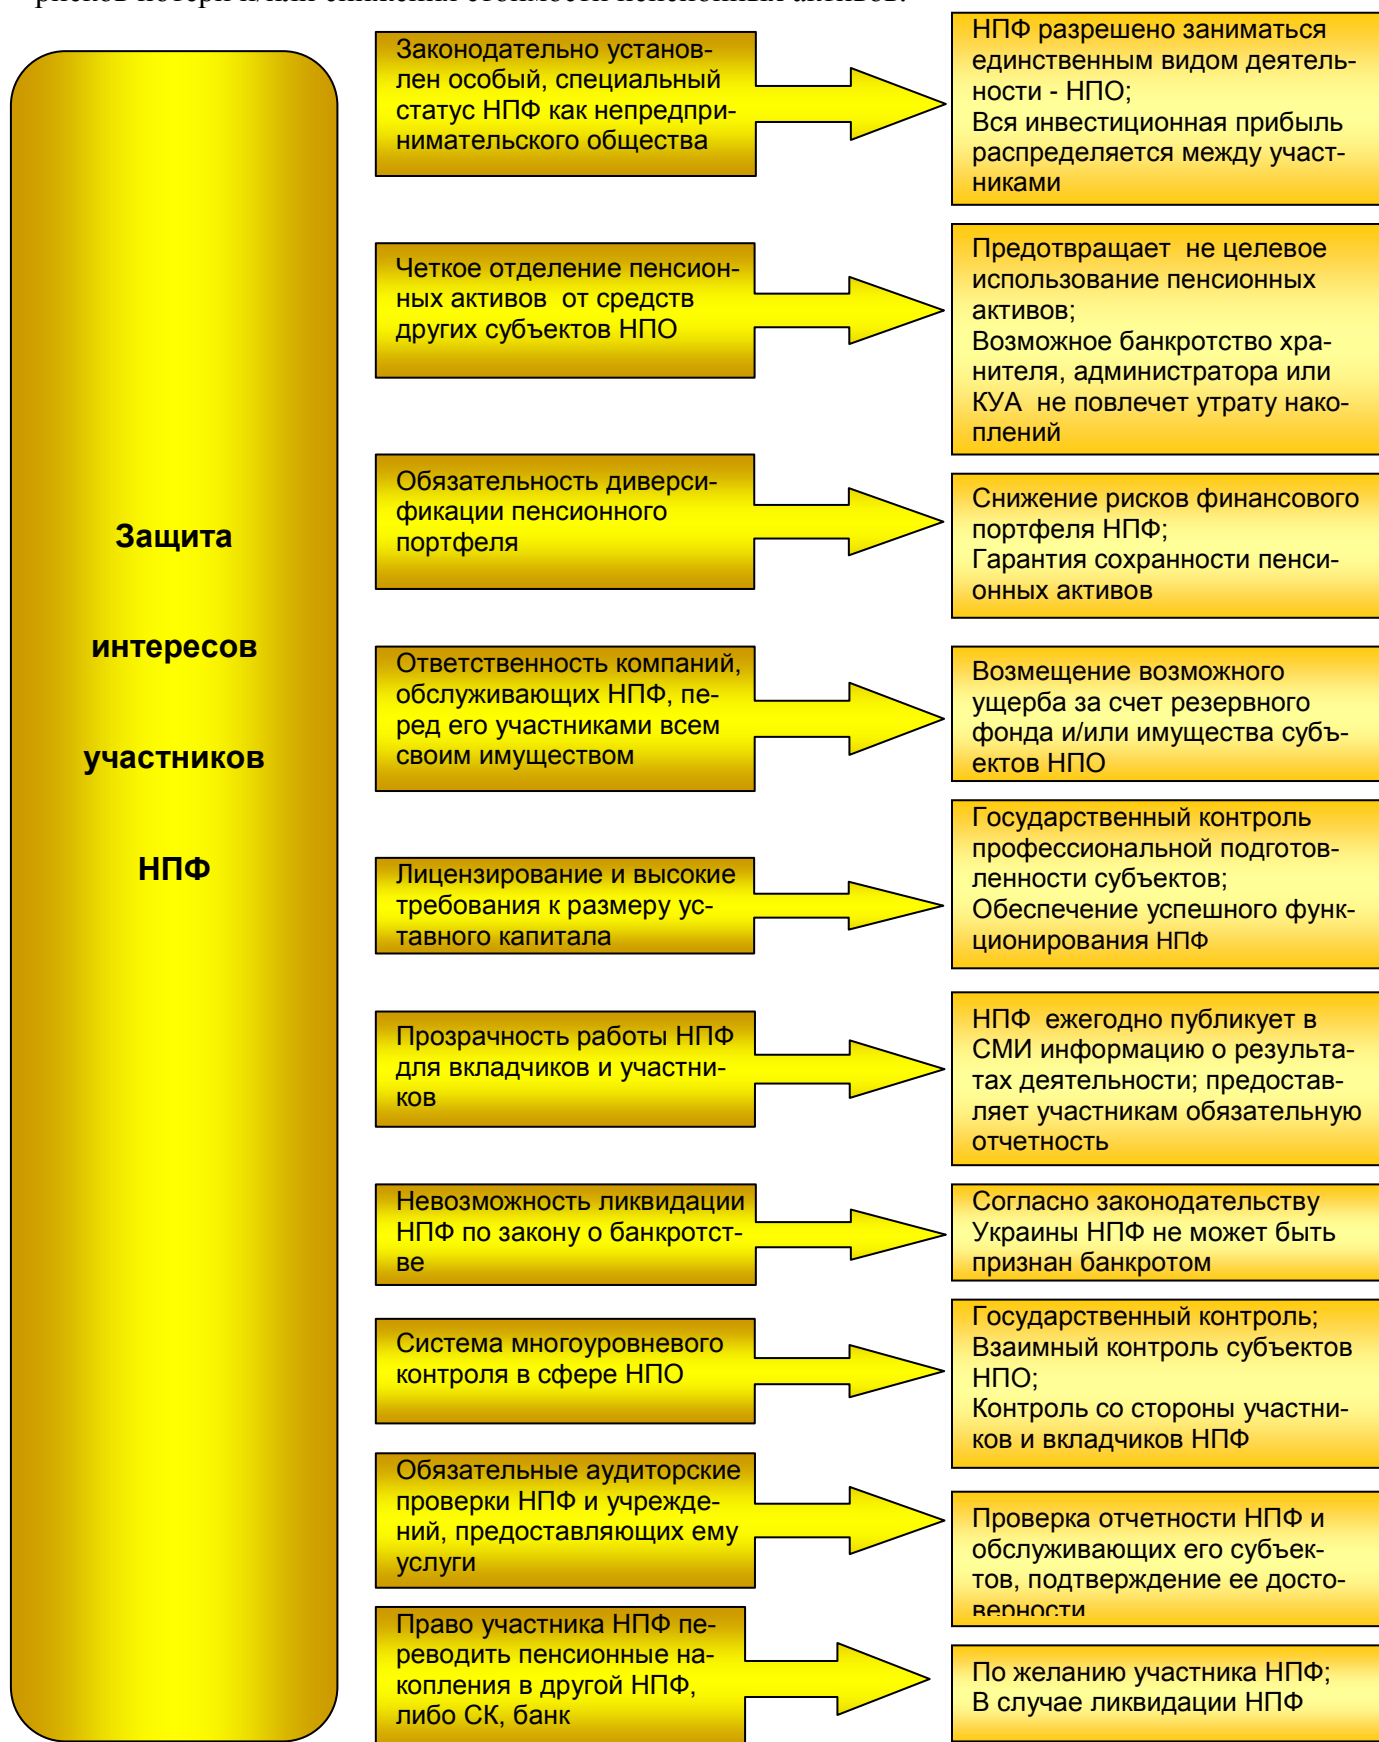 рисков потери и/или снижения стоимости пенсионных активов.
Защита
интересов
участников
НПФ
Законодательно установ-
лен особый, специальный
статус НПФ как непредпри-
нимательского общества
НПФ разрешено заниматься
единственным видом деятель-
ности - НПО;
Вся инвестиционная прибыль
распределяется между участ-
никами
Четкое отделение пенсион-
ных активов от средств
других субъектов НПО
Предотвращает не целевое
использование пенсионных
активов;
Возможное банкротство хра-
нителя, администратора или
КУА не повлечет утрату нако-
плений
Обязательность диверси-
фикации пенсионного
портфеля
Снижение рисков финансового
портфеля НПФ;
Гарантия сохранности пенси-
онных активов
Ответственность компаний,
обслуживающих НПФ, пе-
ред его участниками всем
своим имуществом
Возмещение возможного
ущерба за счет резервного
фонда и/или имущества субъ-
ектов НПО
Лицензирование и высокие
требования к размеру ус-
тавного капитала
Государственный контроль
профессиональной подготов-
ленности субъектов;
Обеспечение успешного функ-
ционирования НПФ
Прозрачность работы НПФ
для вкладчиков и участни-
ков
НПФ ежегодно публикует в
СМИ информацию о результа-
тах деятельности; предостав-
ляет участникам обязательную
отчетность
Невозможность ликвидации
НПФ по закону о банкротст-
ве
Согласно законодательству
Украины НПФ не может быть
признан банкротом
Система многоуровневого
контроля в сфере НПО
Государственный контроль;
Взаимный контроль субъектов
НПО;
Контроль со стороны участни-
ков и вкладчиков НПФ
Обязательные аудиторские
проверки НПФ и учрежде-
ний, предоставляющих ему
услуги
Проверка отчетности НПФ и
обслуживающих его субъек-
тов, подтверждение ее досто-
верности
Право участника НПФ пе-
реводить пенсионные на-
копления в другой НПФ,
либо СК, банк
По желанию участника НПФ;
В случае ликвидации НПФ